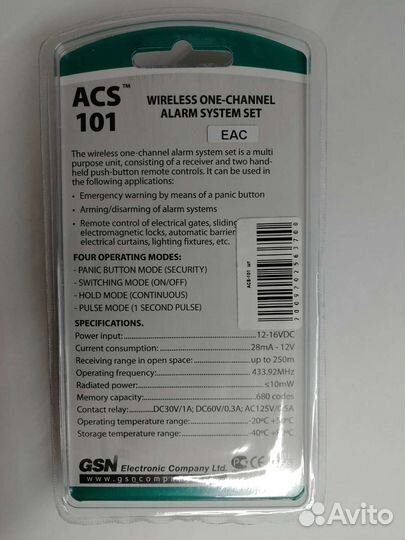 ACS™
101
WIRELESS ONE-CHANNEL
ALARM SYSTEM SET
EAC
The wireless one-channel alarm system set is a multi
purpose unit, consisting of a receiver and two hand-
held push-button remote controls. It can be used in
the following applications:
• Emergency warning by means of a panic button
• Arming/disarming of alarm systems
• Remote control of electrical gates, sliding
electromagnetic locks, automatic barrier
electrical curtains, lighting fixtures, etc.
FOUR OPERATING MODES:
- PANIC BUTTON MODE (SECURITY)
- SWITCHING MODE (ON/OFF)
- HOLD MODE (CONTINUOUS)
- PULSE MODE (1 SECOND PULSE)
ACS-101
2009702563700
SPECIFICATIONS.
Power input: 12-16VDC
Current consumption: 28mA - 12V
Receiving range in open space: up to 250m
Operating frequency: 433,92MHz
Radiated power: ≤10mW
Memory capacity: 680 codes
Contact relay: DC30V/1A; DC60V/0.3A; AC125V/0.5A
Operating temperature range: -20ºC +50ºC
Storage temperature range: -40ºC
GSN Electronic Company Ltd.
www.gsncompa
Avito